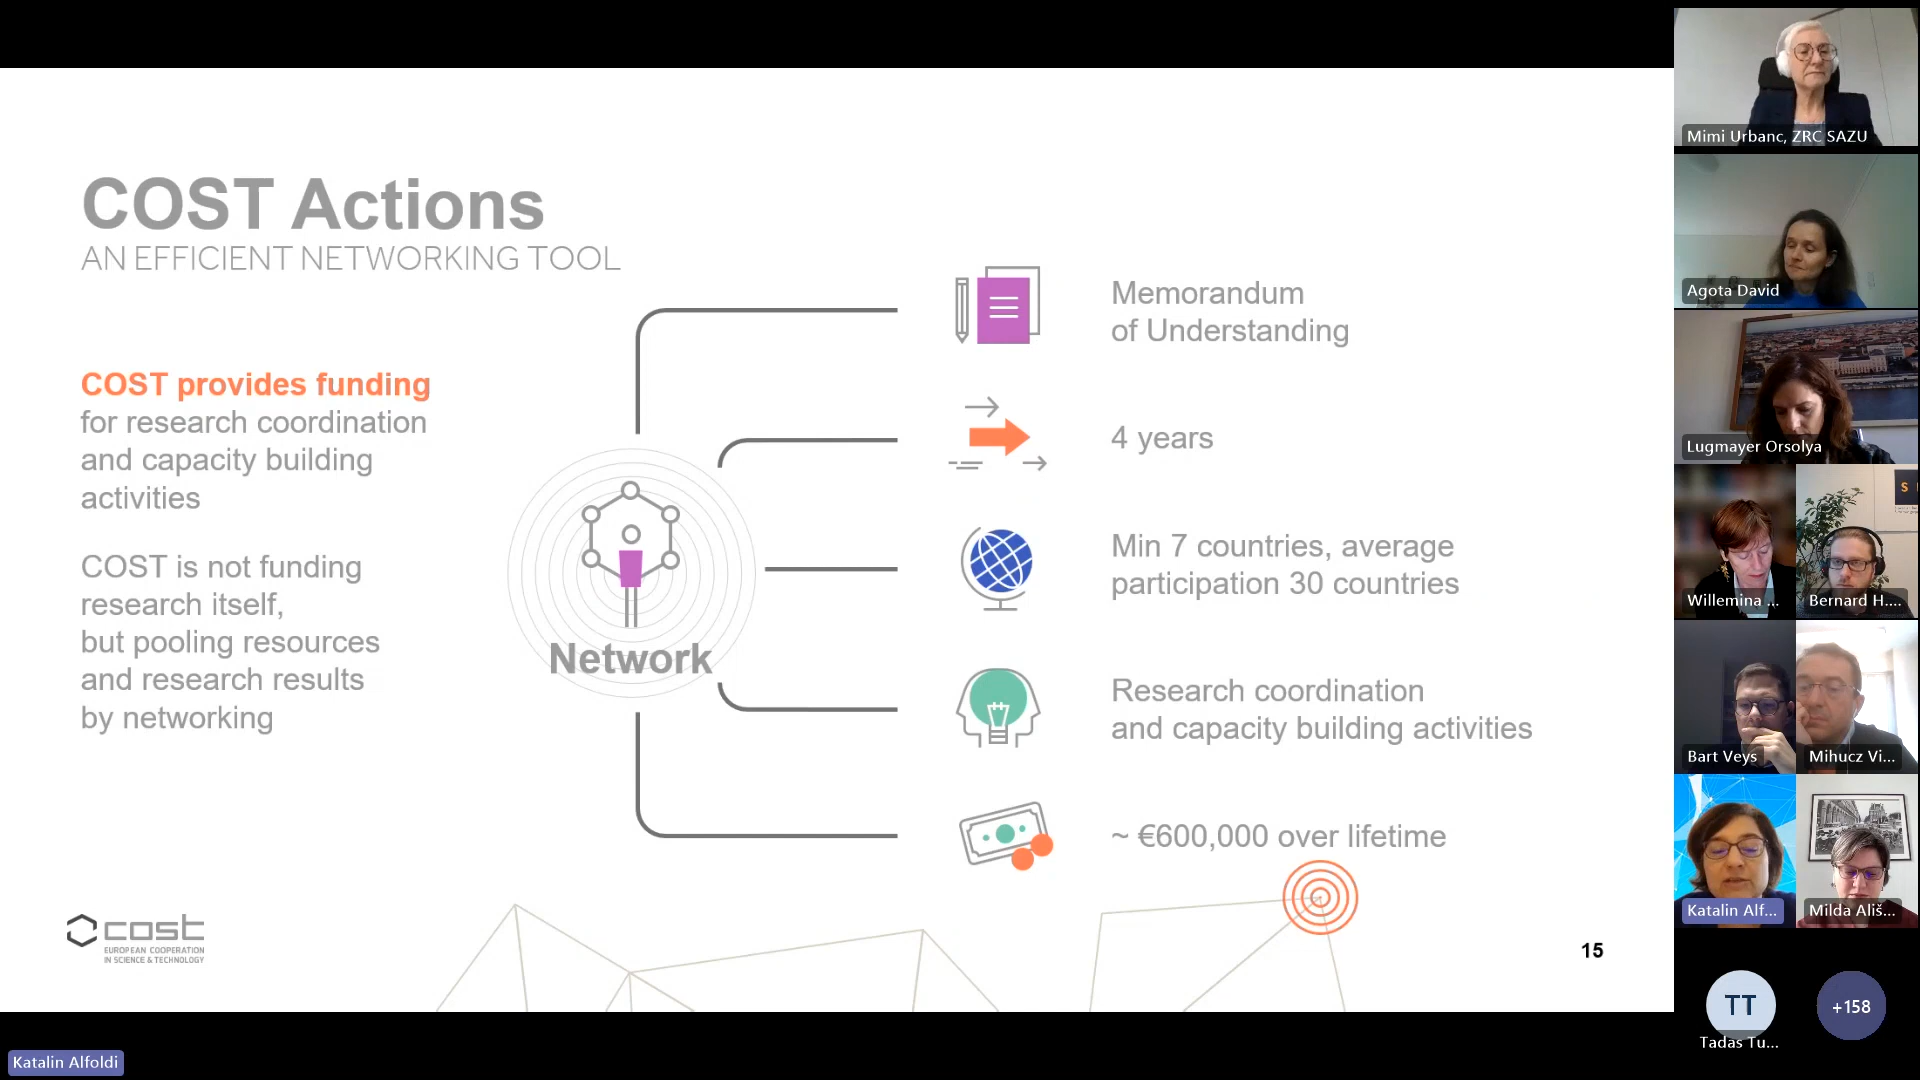 COST Actions
AN EFFICIENT NETWORKING TOOL
COST provides funding
for research coordination
and capacity building
activities
COST is not funding
research itself,
but pooling resources
and research results
by networking
Network
Memorandum
of Understanding
4 years
Min 7 countries, average
participation 30 countries
Research coordination
and capacity building activities
~ €600,000 over lifetime
cost
EUROPEAN COOPERATION
IN SCIENCE & TECHNOLOGY
15
Katalin Alfoldi
Mimi Urbanc, ZRC SAZU
Agota David
Lugmayer Orsolya
Willemina ...
Bernard H....
Bart Veys
Mihucz Vi...
Katalin Alf...
Milda Ališ...
TT
Tadas Tu...
+158